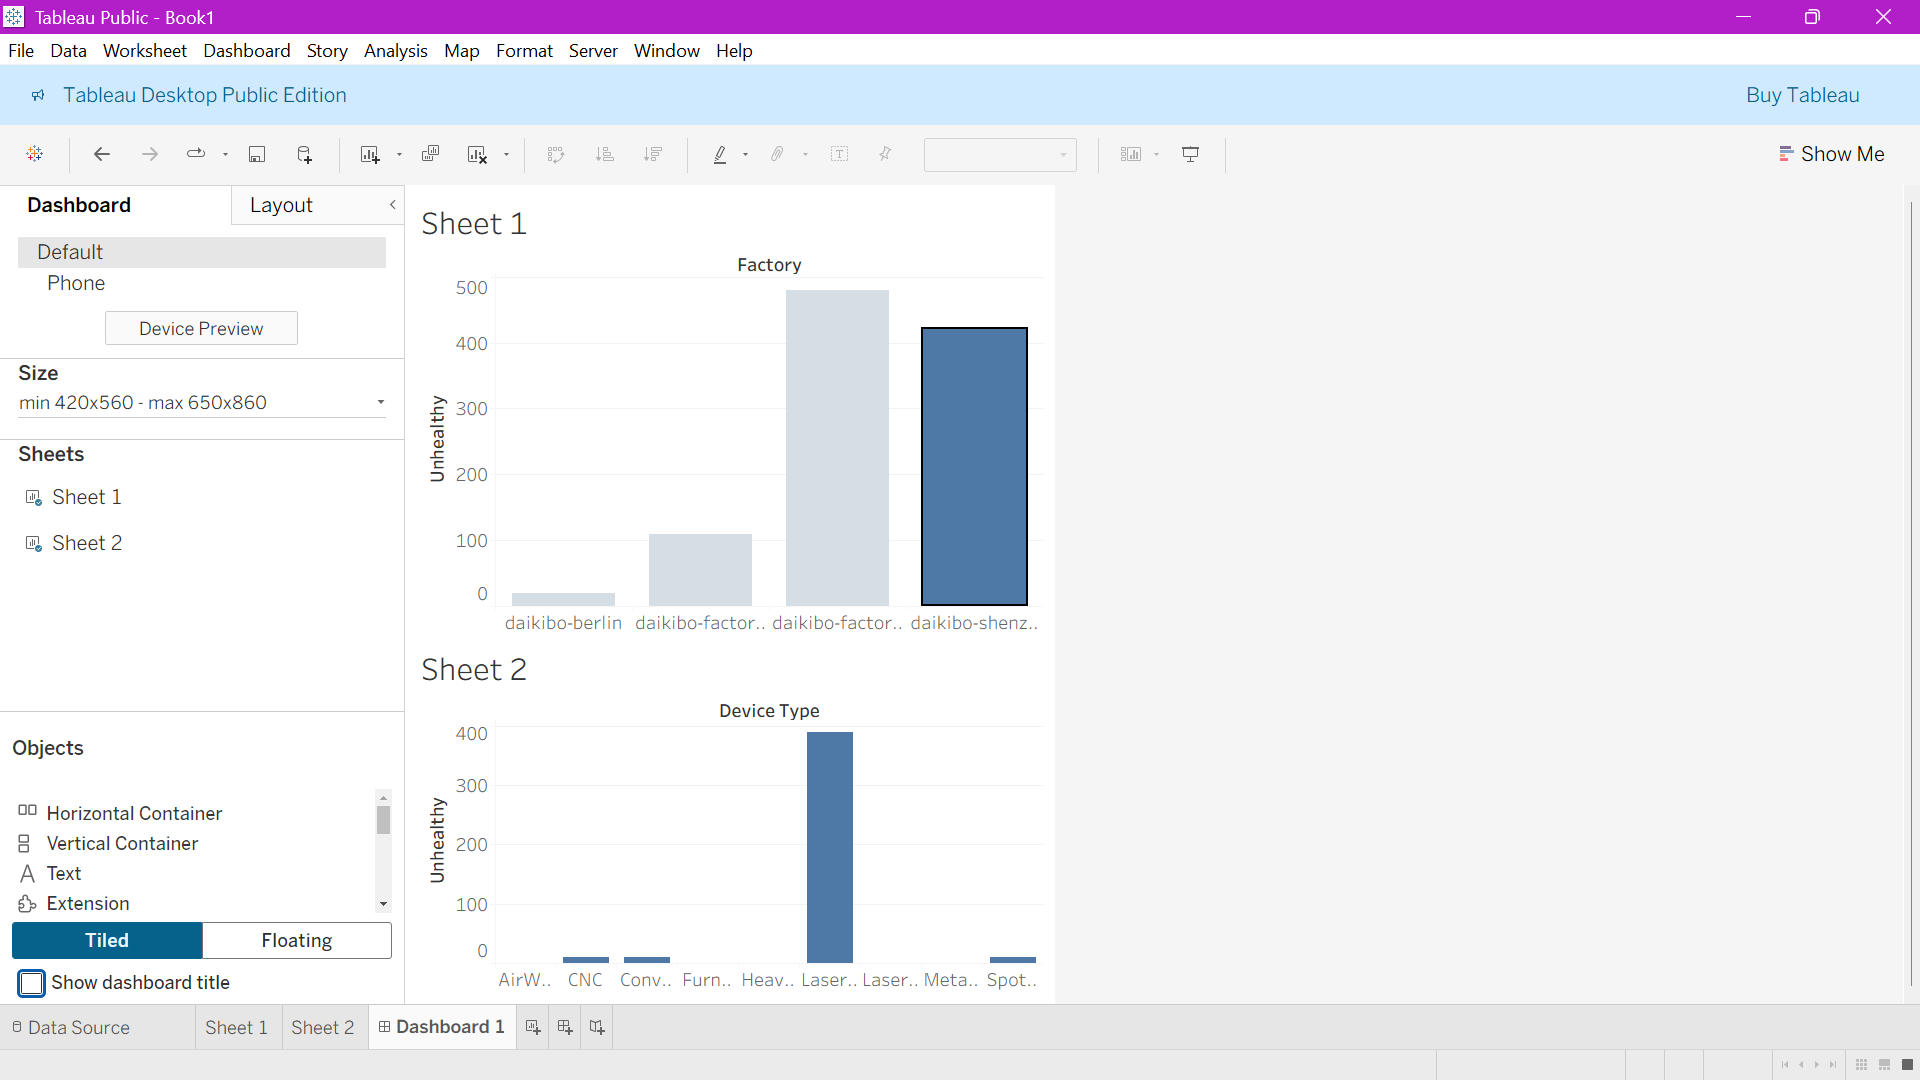 Tableau Public - Book1
File Data Worksheet Dashboard Story Analysis Map Format Server Window Help
Tableau Desktop Public Edition
Buy Tableau
Show Me
Dashboard
Layout
Default
Phone
Device Preview
Size
min 420x560 - max 650x860
Sheets
Sheet 1
Sheet 2
Objects
Horizontal Container
Vertical Container
Text
Extension
Tiled
Floating
Show dashboard title
Sheet 1
Factory
500
400
300
200
100
0
Unhealthy
daikibo-berlin daikibo-factor.. daikibo-factor.. daikibo-shenz..
Sheet 2
Device Type
400
300
200
100
0
Unhealthy
AirW.. CNC Conv.. Furn.. Heav.. Laser.. Laser.. Meta.. Spot..
Data Source
Sheet 1
Sheet 2
Dashboard 1